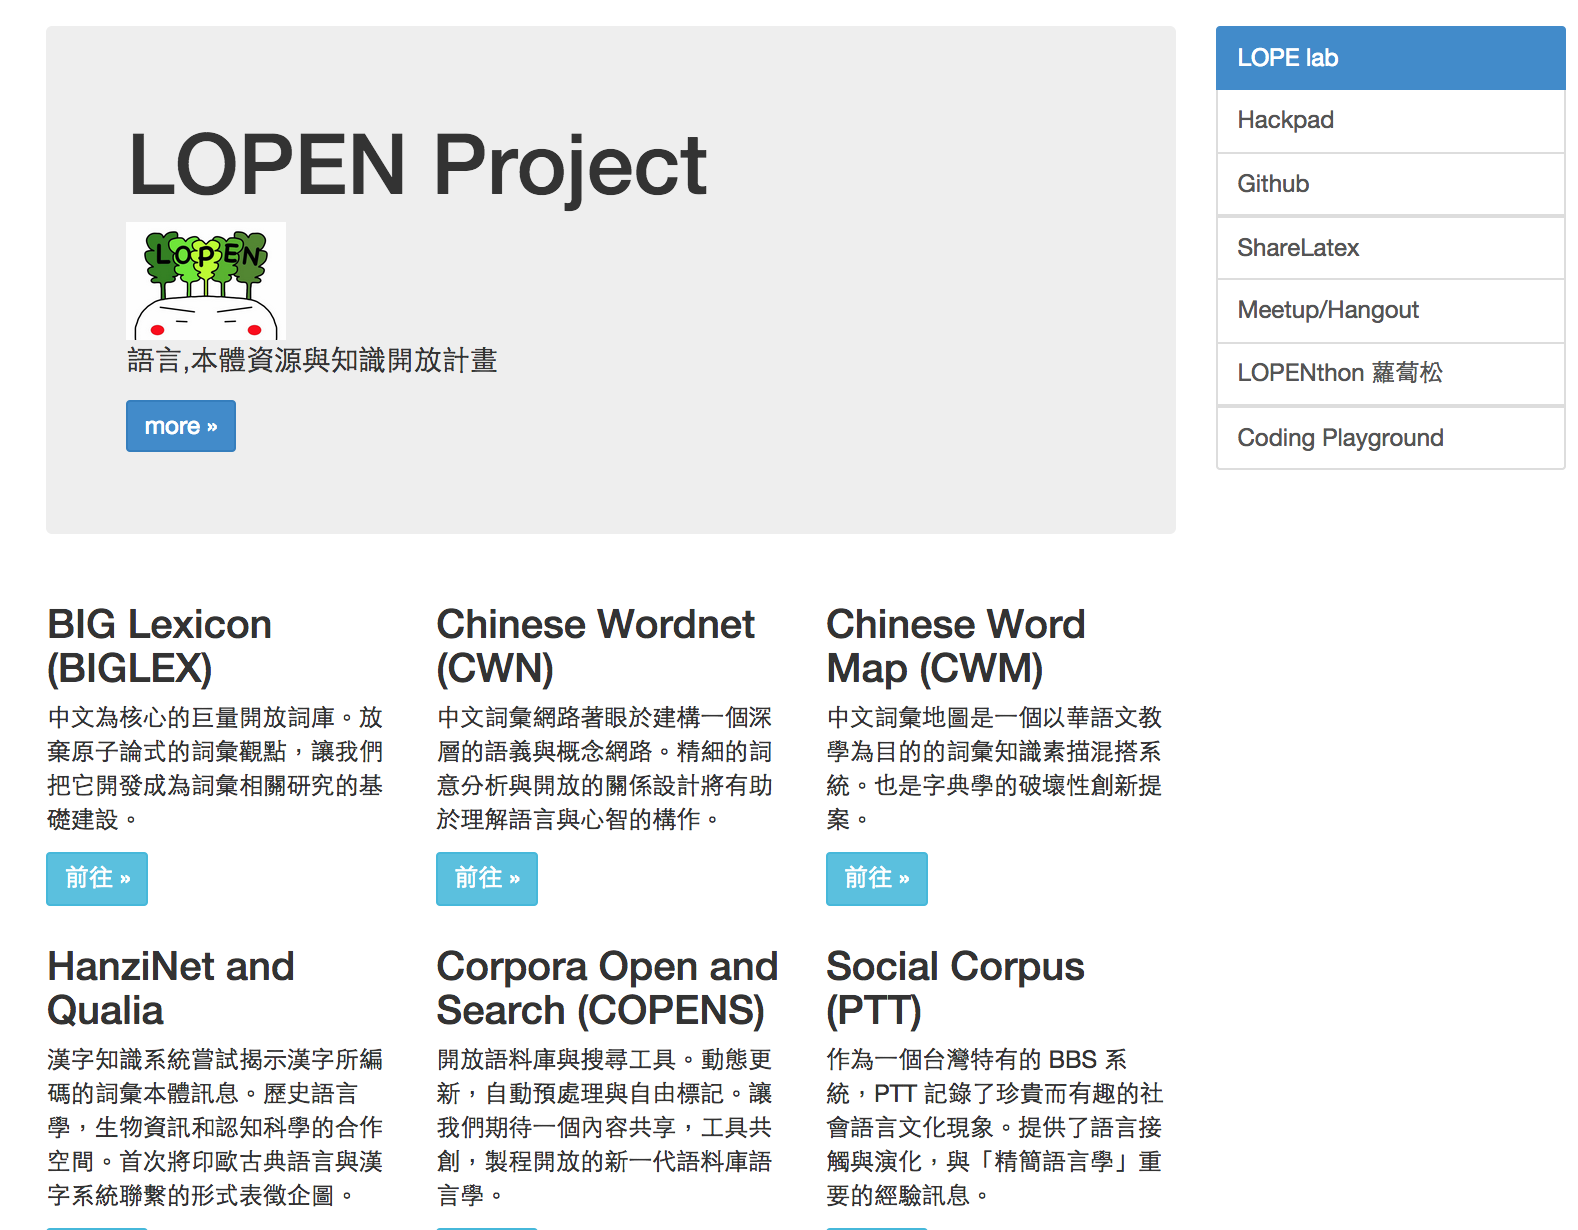 LOPEN Project
LOPEN
語言,本體資源與知識開放計畫
more »
LOPE lab
Hackpad
Github
ShareLatex
Meetup/Hangout
LOPENthon 蘿蔔松
Coding Playground
BIG Lexicon
(BIGLEX)
中文為核心的巨量開放詞庫。放
棄原子論式的詞彙觀點，讓我們
把它開發成為詞彙相關研究的基
礎建設。
前往 »
Chinese Wordnet
(CWN)
中文詞彙網路著眼於建構一個深
層的語義與概念網路。精細的詞
意分析與開放的關係設計將有助
於理解語言與心智的構作。
前往 »
Chinese Word
Map (CWM)
中文詞彙地圖是一個以華語文教
學為目的的詞彙知識素描混搭系
統。也是字典學的破壞性創新提
案。
前往 »
HanziNet and
Qualia
漢字知識系統嘗試揭示漢字所編
碼的詞彙本體訊息。歷史語言
學，生物資訊和認知科學的合作
空間。首次將印歐古典語言與漢
字系統聯繫的形式表徵企圖。
Corpora Open and
Search (COPENS)
開放語料庫與搜尋工具。動態更
新，自動預處理與自由標記。讓
我們期待一個內容共享，工具共
創，製程開放的新一代語料庫語
言學。
Social Corpus
(PTT)
作為一個台灣特有的 BBS 系
統，PTT 記錄了珍貴而有趣的社
會語言文化現象。提供了語言接
觸與演化，與「精簡語言學」重
要的經驗訊息。